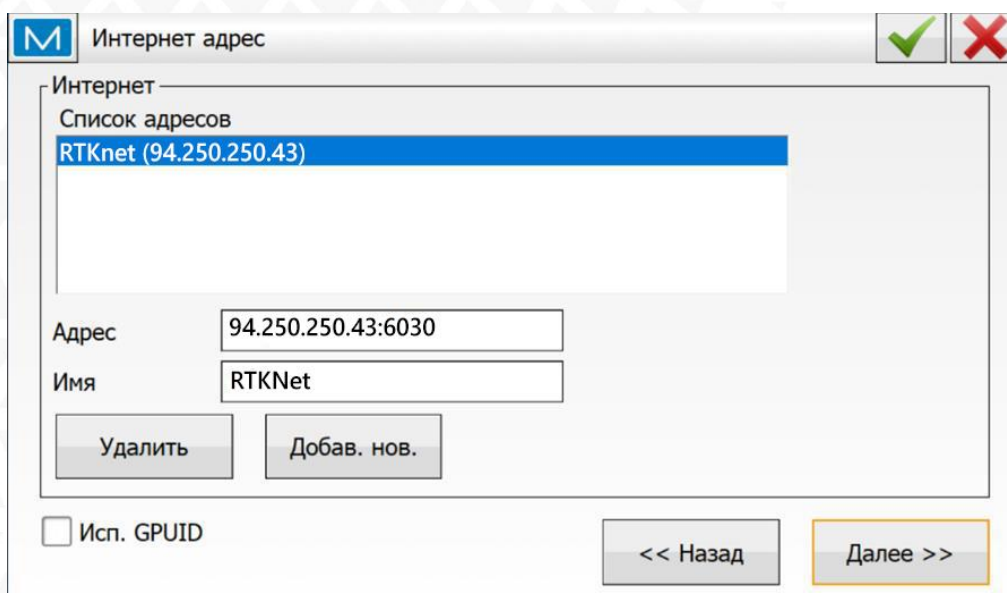 Интернет адрес
Интернет
Список адресов
RTKnet (94.250.250.43)
Адрес 94.250.250.43:6030
Имя RTKNet
Удалить Добав. нов.
Исп. GPUID
<< Назад Далее >>